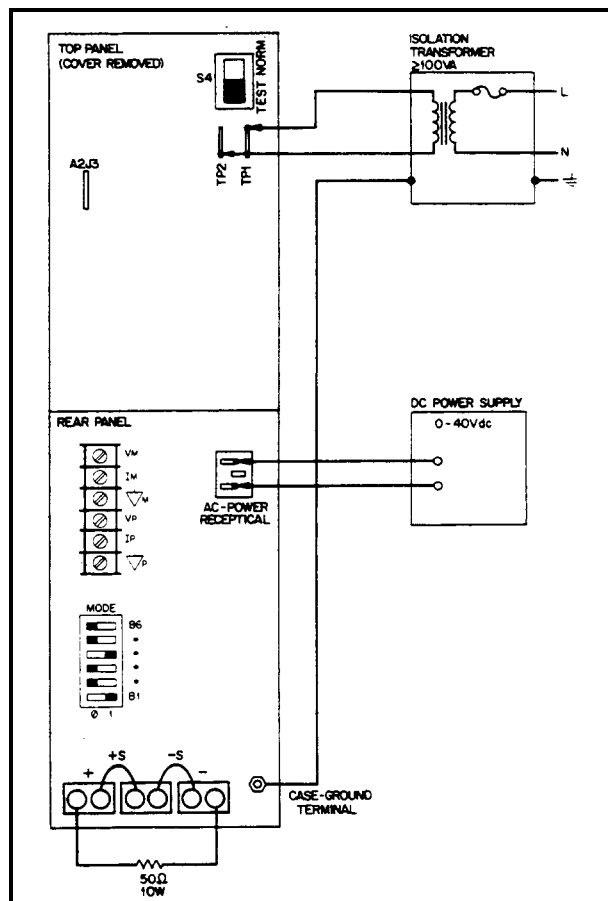 TOP PANEL
(COVER REMOVED)
S4
TEST NORM.
TP2
TP1
A2J3
ISOLATION
TRANSFORMER
≥100VA
L
N
REAR PANEL
VM
IM
M
VP
IP
P
AC-POWER
RECEPTICAL
DC POWER SUPPLY
0-40Vdc
MODE
B6
B1
0 1
+ +S -S -
CASE-GROUND
TERMINAL
50Ω
10W